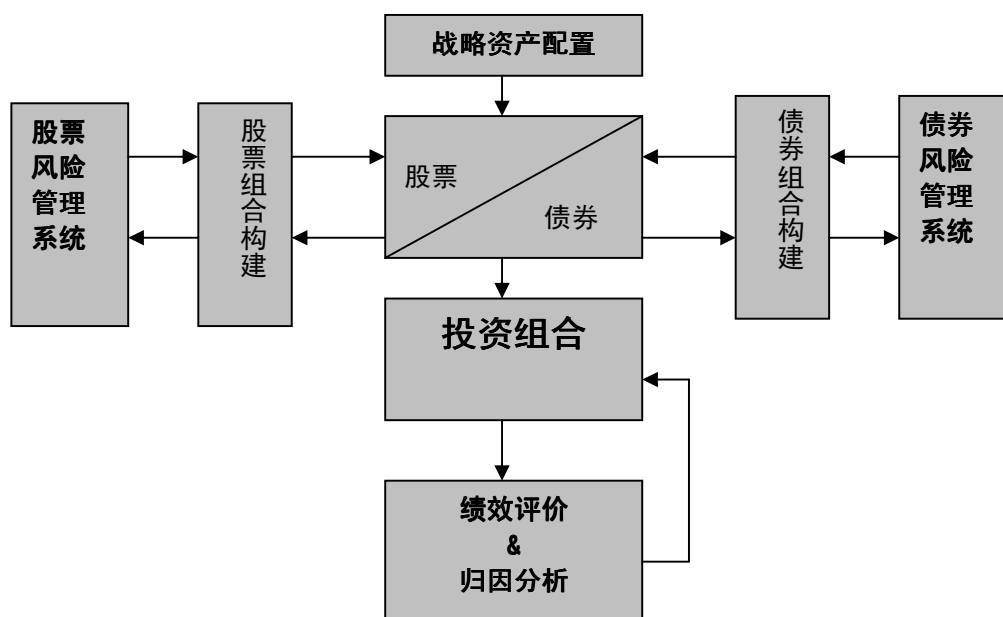 战略资产配置
股票
风险
管理
系统
股
票
组
合
构
建
股票
债券
债
券
组
合
构
建
债券
风险
管理
系统
投资组合
绩效评价
&
归因分析